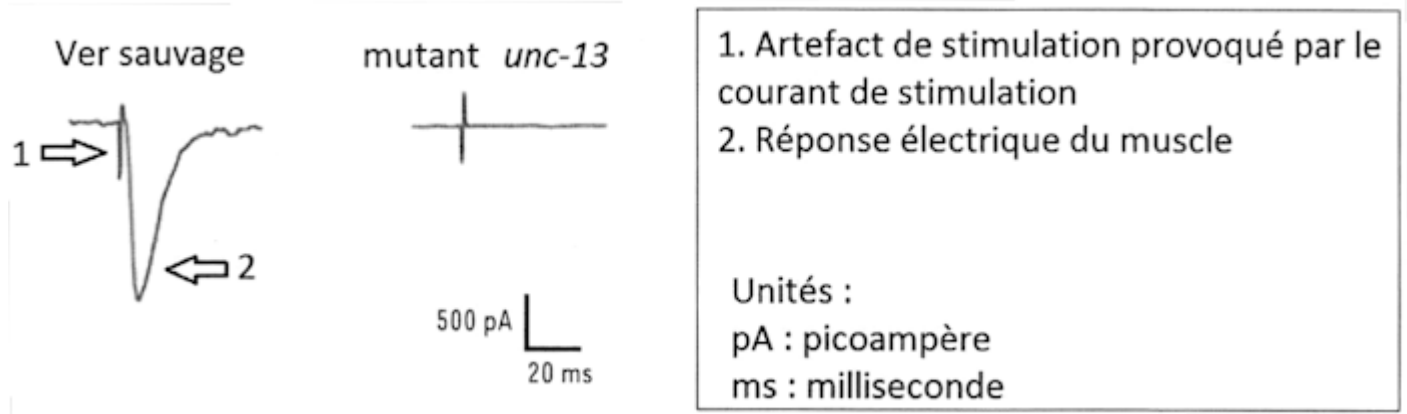 Ver sauvage
mutant unc-13
1
2
500 pA
20 ms
1. Artefact de stimulation provoqué par le
courant de stimulation
2. Réponse électrique du muscle
Unités :
pA : picoampère
ms : milliseconde